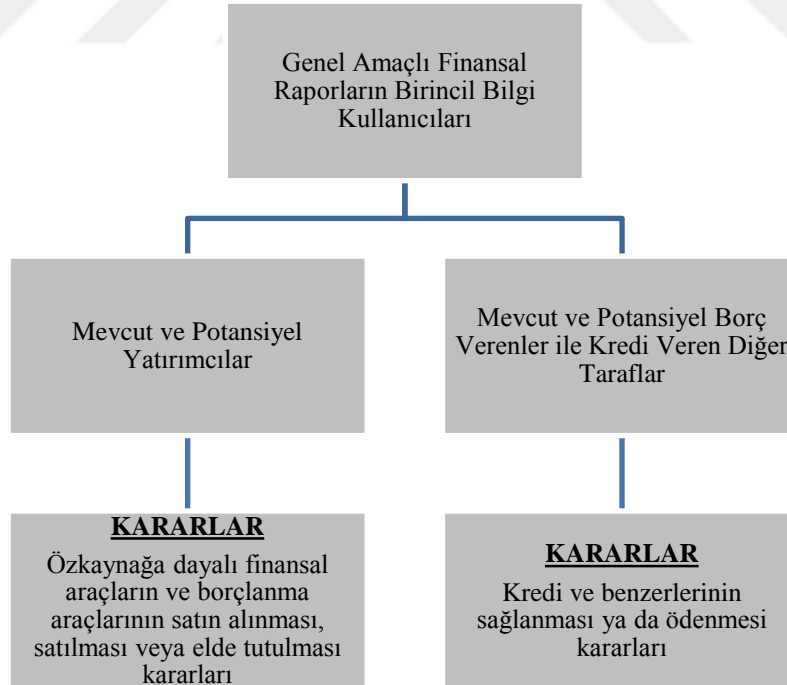 Genel Amaçlı Finansal
Raporların Birincil Bilgi
Kullanıcıları
Mevcut ve Potansiyel
Yatırımcılar
Mevcut ve Potansiyel Borç
Verenler ile Kredi Veren Diğer
Taraflar
KARARLAR
Özkaynağa dayalı finansal
araçların ve borçlanma
araçlarının satın alınması,
satılması veya elde tutulması
kararları
KARARLAR
Kredi ve benzerlerinin
sağlanması ya da ödenmesi
kararları